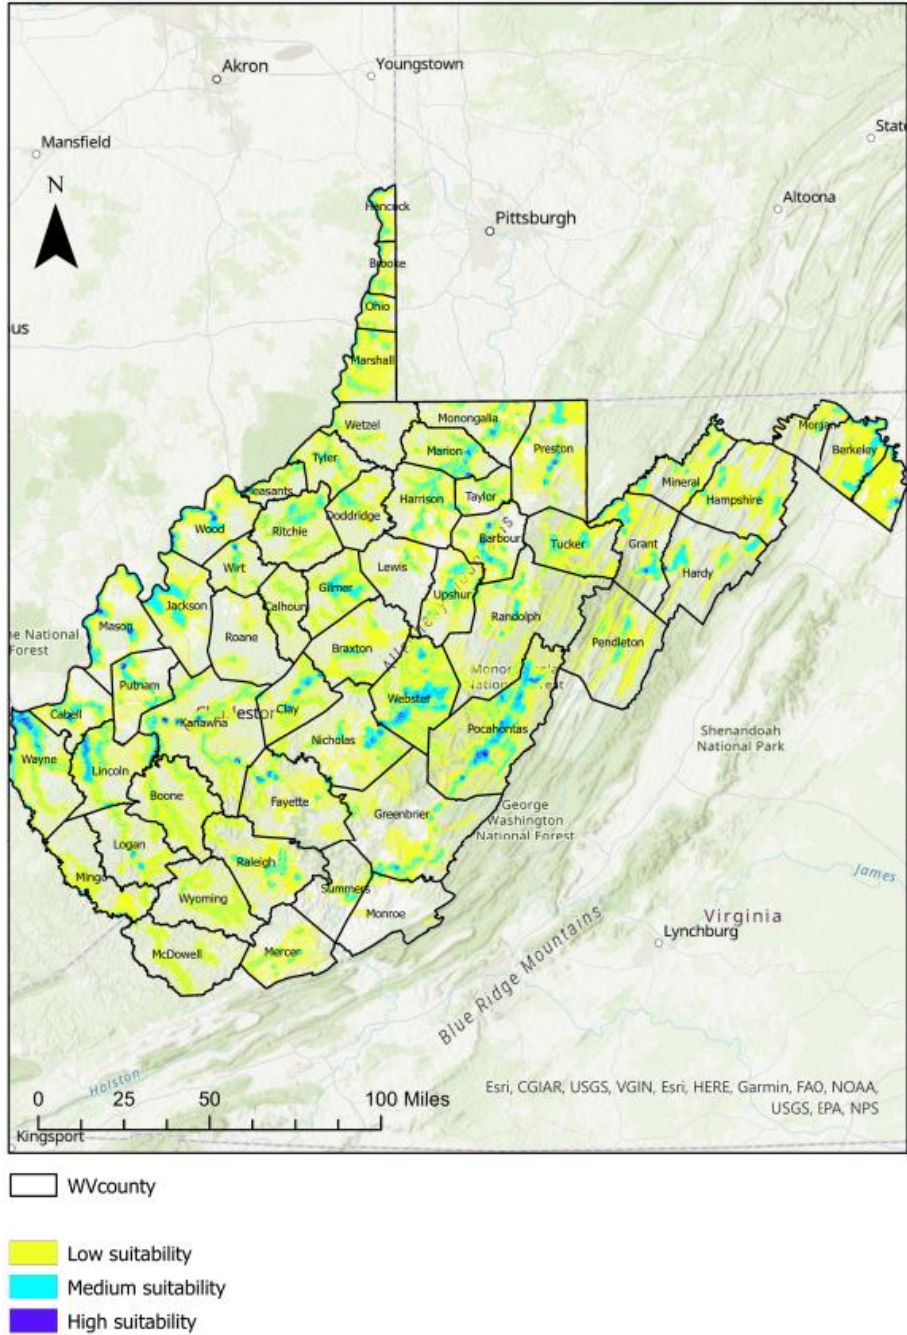 Akron
Youngstown
State
Mansfield
N
Altoona
Hancock
Pittsburgh
Brooke
Ohio
us
Marshall
Wetzel
Monongalia
Morgan
Marion
Preston
Berkeley
Tyler
Mineral
Pleasants
Harrison
Taylor
Hampshire
Wood
Ritchie
Doddridge
Barbour
Tucker
Grant
Wirt
Lewis
Hardy
Gilmer
Upshur
Jackson
Calhoun
Mason
Roane
Randolph
e National
Forest
Braxton
Pendleton
Putnam
Webster
Cabell
Clay
Kanawha
Pocahontas
Nicholas
Wayne
Shenandoah
National Park
Lincoln
Boone
Fayette
George
Washington
National Forest
Greenbrier
Logan
Raleigh
James
Mingo
Summers
Wyoming
Monroe
Virginia
Lynchburg
McDowell
Mercer
Blue Ridge Mountains
Holston
Esri, CGIAR, USGS, VGIN, Esri, HERE, Garmin, FAO, NOAA,
USGS, EPA, NPS
0 25 50 100 Miles
Kingsport
WVcounty
Low suitability
Medium suitability
High suitability